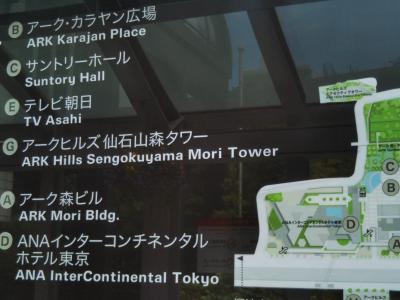 B アーク・カラヤン広場
ARK Karajan Place
C サントリーホール
Suntory Hall
E テレビ朝日
TV Asahi
G アークヒルズ 仙石山森タワー
ARK Hills Sengokuyama Mori Tower
A アーク森ビル
ARK Mori Bldg.
D ANAインターコンチネンタル
ホテル東京
ANA InterContinental Tokyo
C
B
D
A